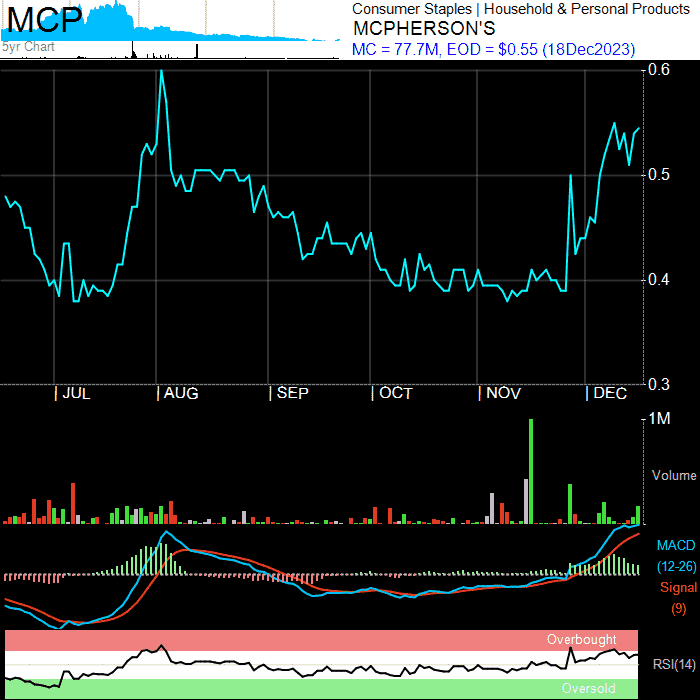 MCP
5yr Chart
Consumer Staples | Household & Personal Products
MCPHERSON'S
MC = 77.7M, EOD = $0.55 (18Dec2023)
0.6
0.5
0.4
0.3
JUL AUG SEP OCT NOV DEC
1M
Volume
MACD
(12-26)
Signal
(9)
Overbought
RSI(14)
Oversold